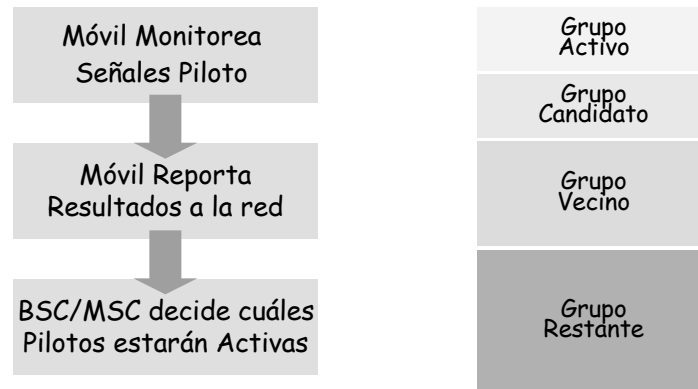 Móvil Monitorea
Señales Piloto
Móvil Reporta
Resultados a la red
BSC/MSC decide cuáles
Pilotos estarán Activas
Grupo
Activo
Grupo
Candidato
Grupo
Vecino
Grupo
Restante